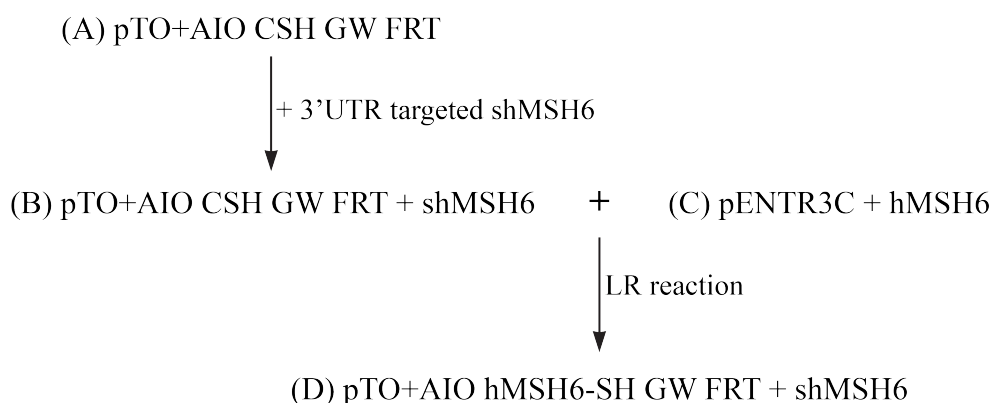 (A) pTO+AIO CSH GW FRT
+ 3’UTR targeted shMSH6
(B) pTO+AIO CSH GW FRT + shMSH6 + (C) pENTR3C + hMSH6
LR reaction
(D) pTO+AIO hMSH6-SH GW FRT + shMSH6